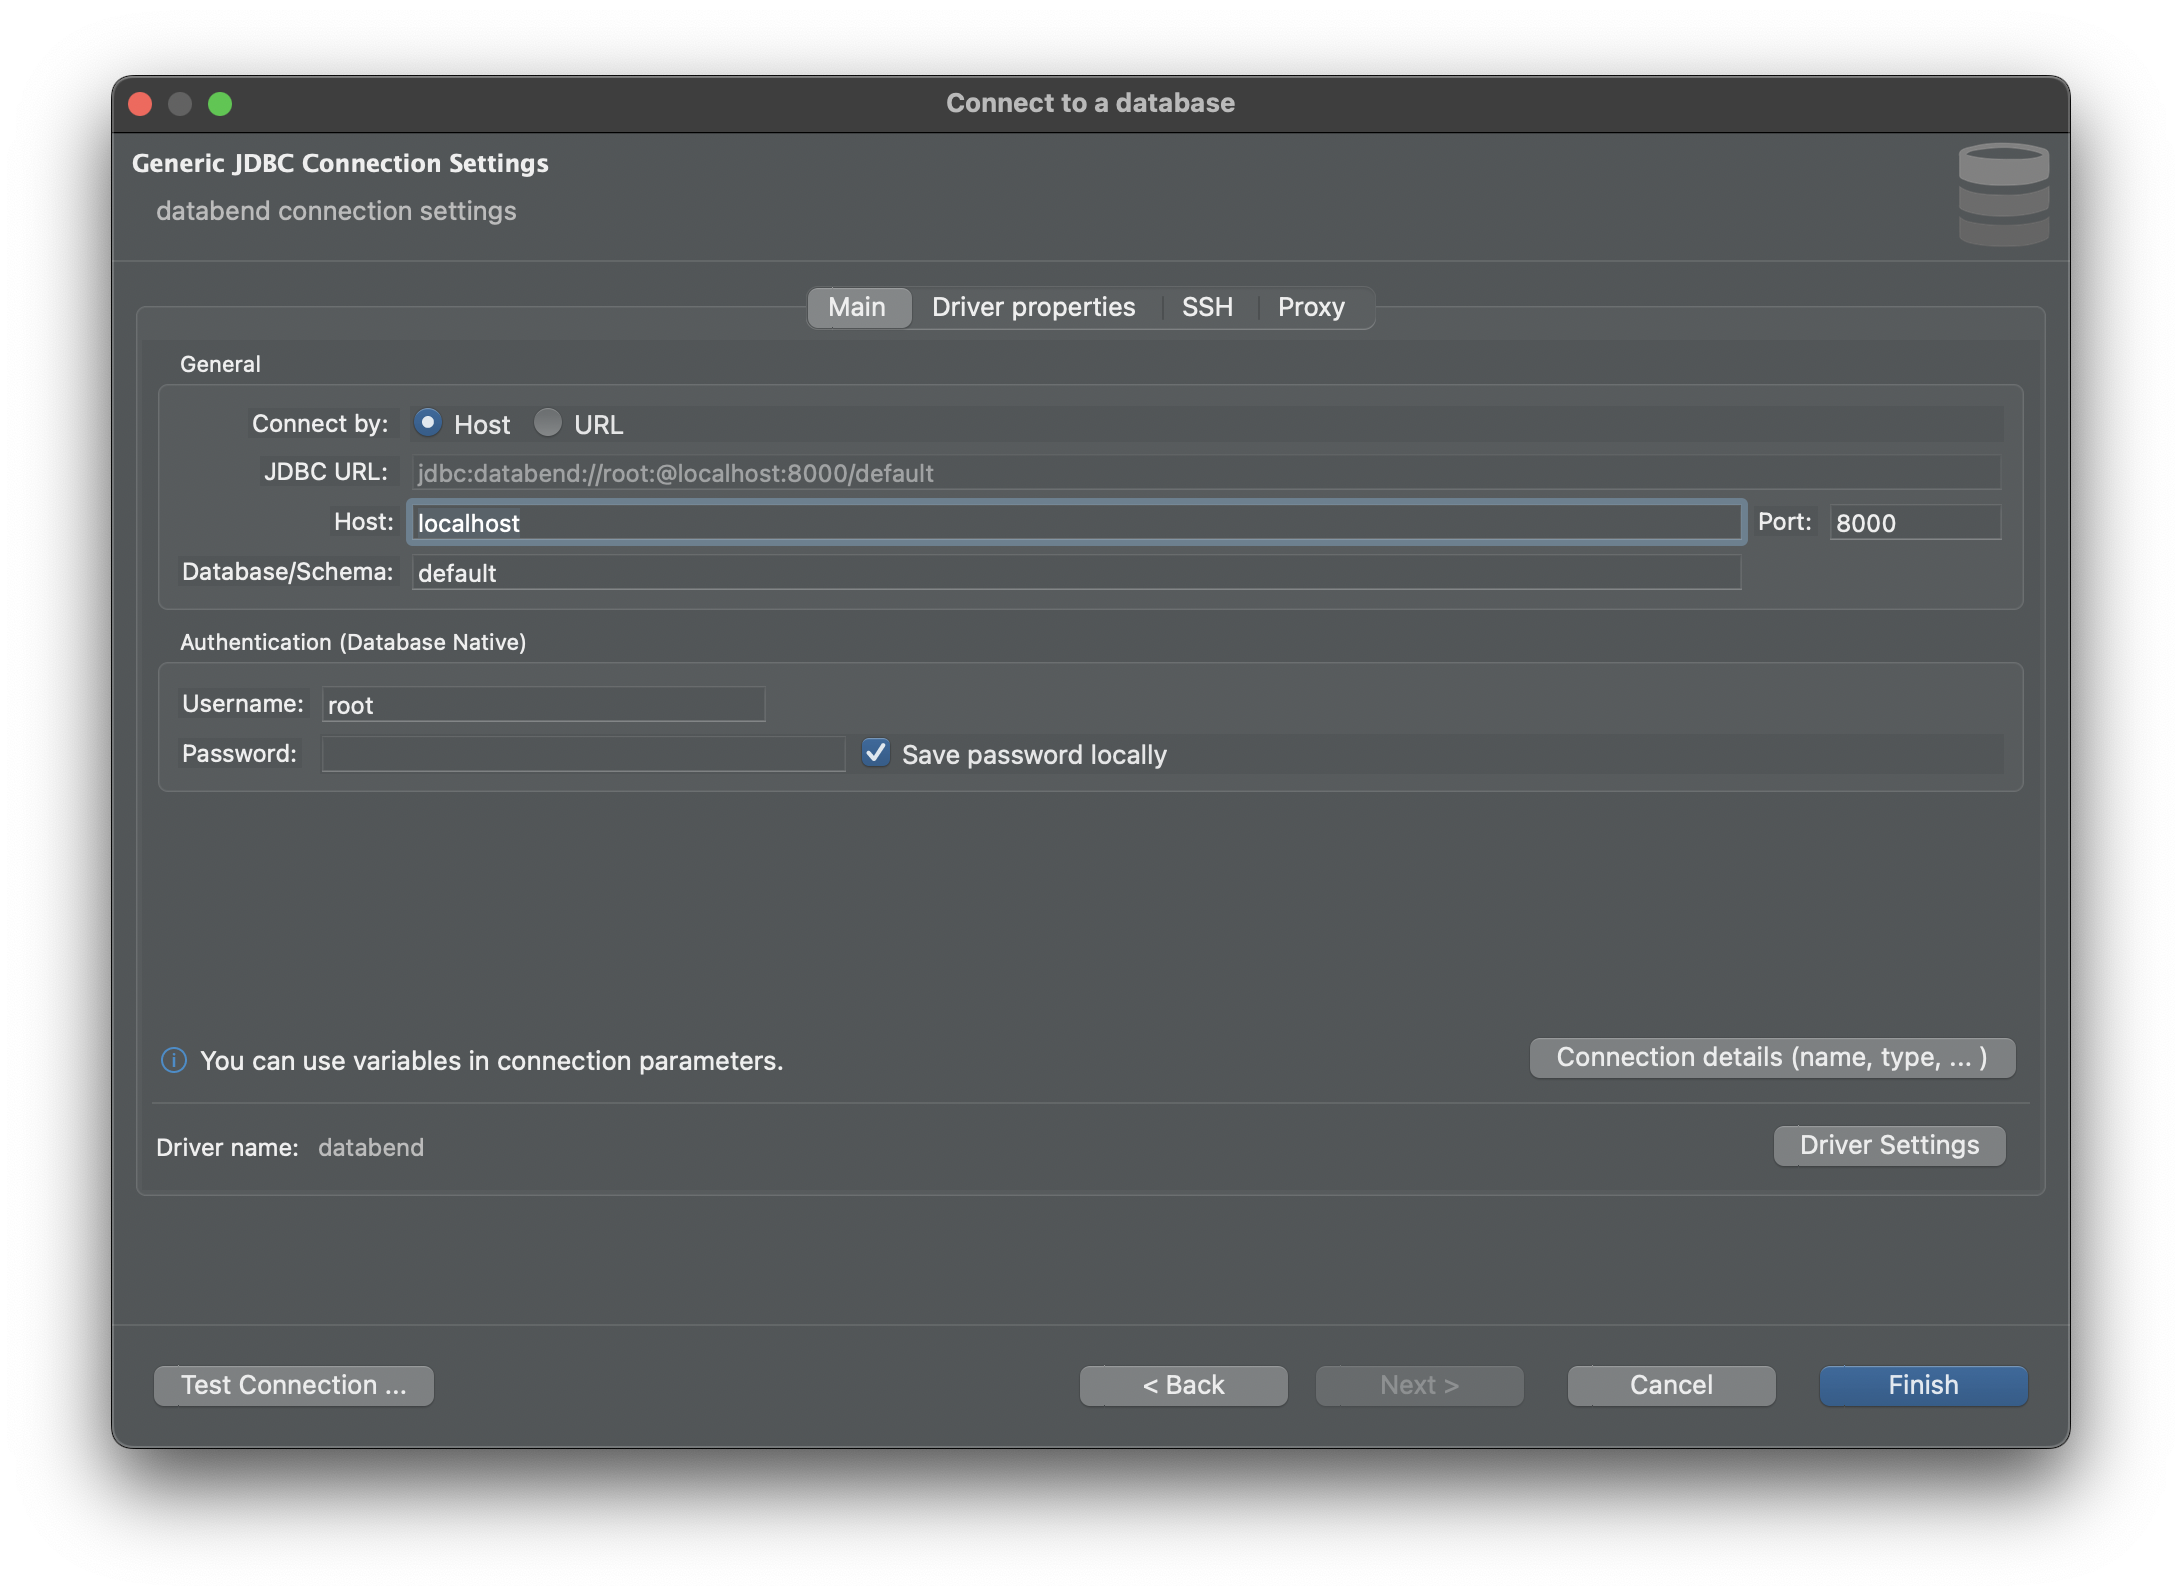 Connect to a database
Generic JDBC Connection Settings
databend connection settings
Main Driver properties SSH Proxy
General
Connect by: Host URL
JDBC URL: jdbc:databend://root:@localhost:8000/default
Host: localhost Port: 8000
Database/Schema: default
Authentication (Database Native)
Username: root
Password: Save password locally
You can use variables in connection parameters. Connection details (name, type, ... )
Driver name: databend Driver Settings
Test Connection ... < Back Next > Cancel Finish